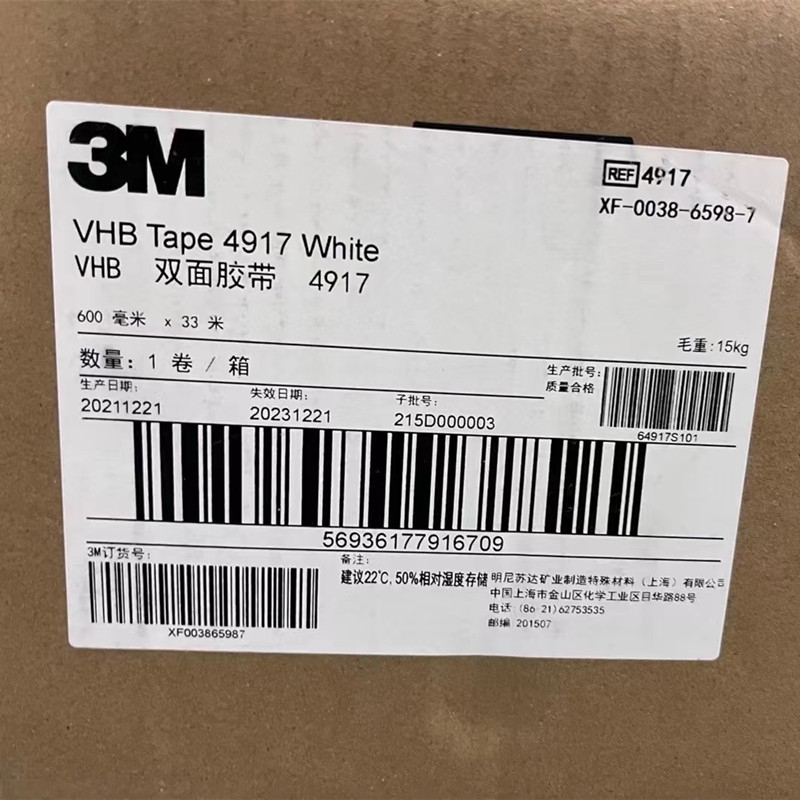 3M
REF 4917
XF-0038-6598-7
VHB Tape 4917 White
VHB 双面胶带 4917
600 毫米 x 33 米
毛重:15kg
数量: 1 卷 / 箱
生产批号:
质量合格
64917S101
生产日期:
20211221
失效日期:
20231221
子批号:
215D000003
56936177916709
3M订货号:
XF003865987
备注:
建议22℃, 50%相对湿度存储
明尼苏达矿业制造特殊材料 (上海) 有限公司
中国上海市金山区化学工业区目华路88号
电话: (86 21)62753535
邮编 201507